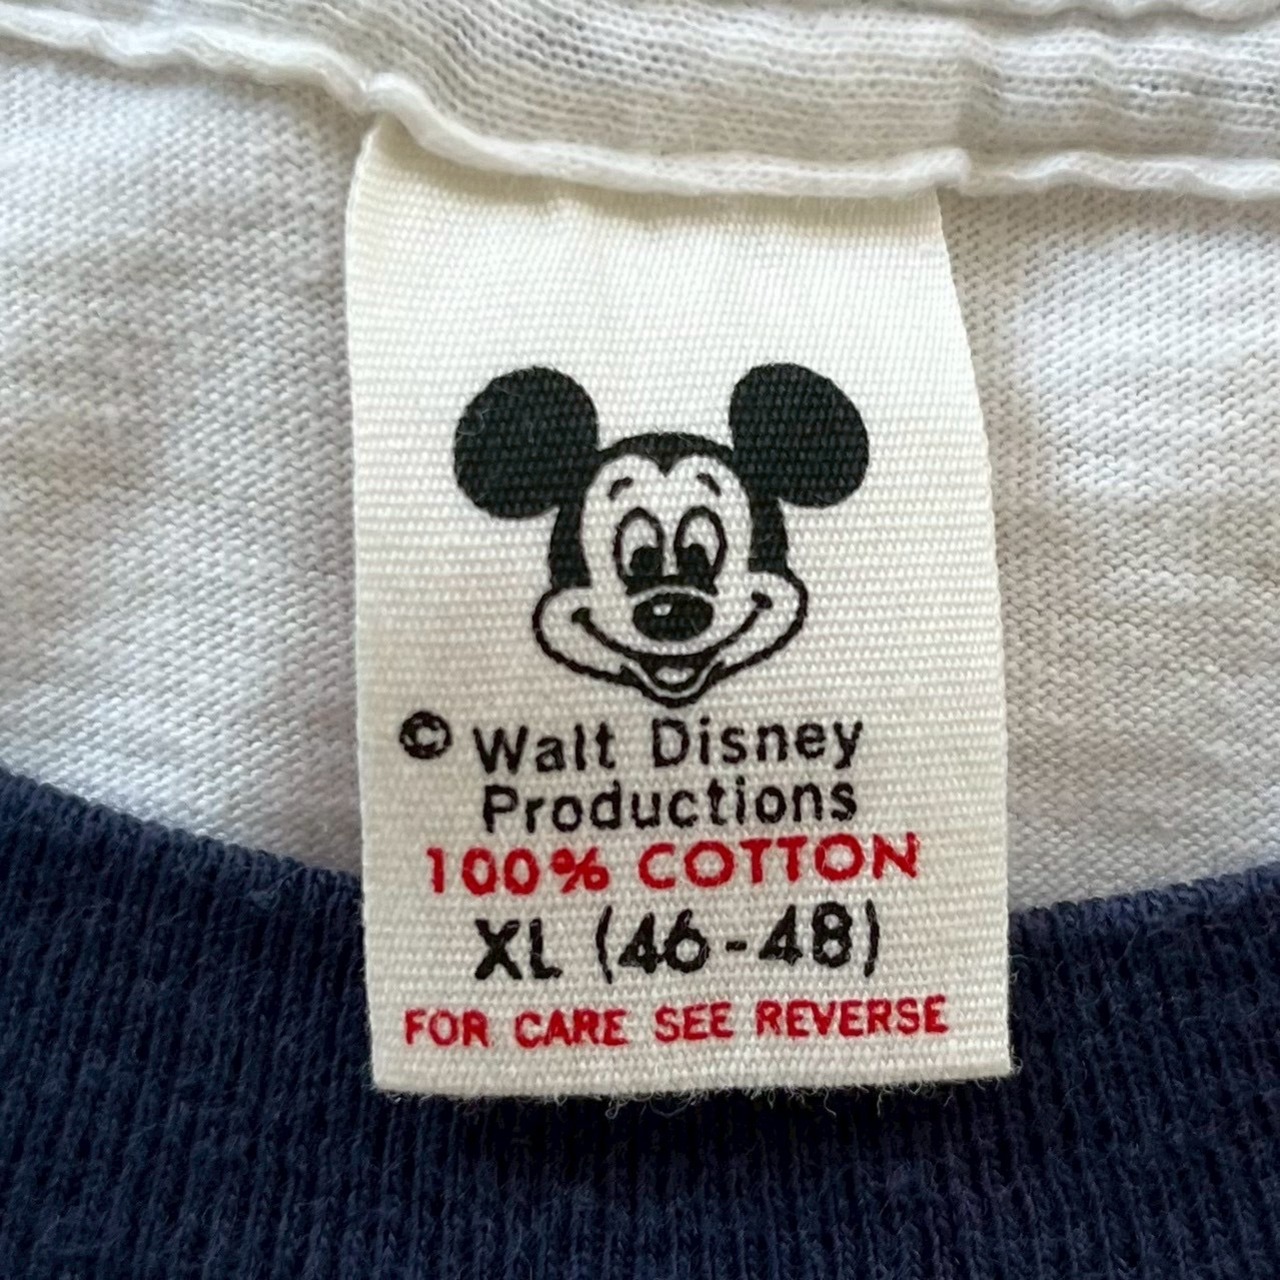 © Walt Disney
Productions
100% COTTON
XL (46-48)
FOR CARE SEE REVERSE